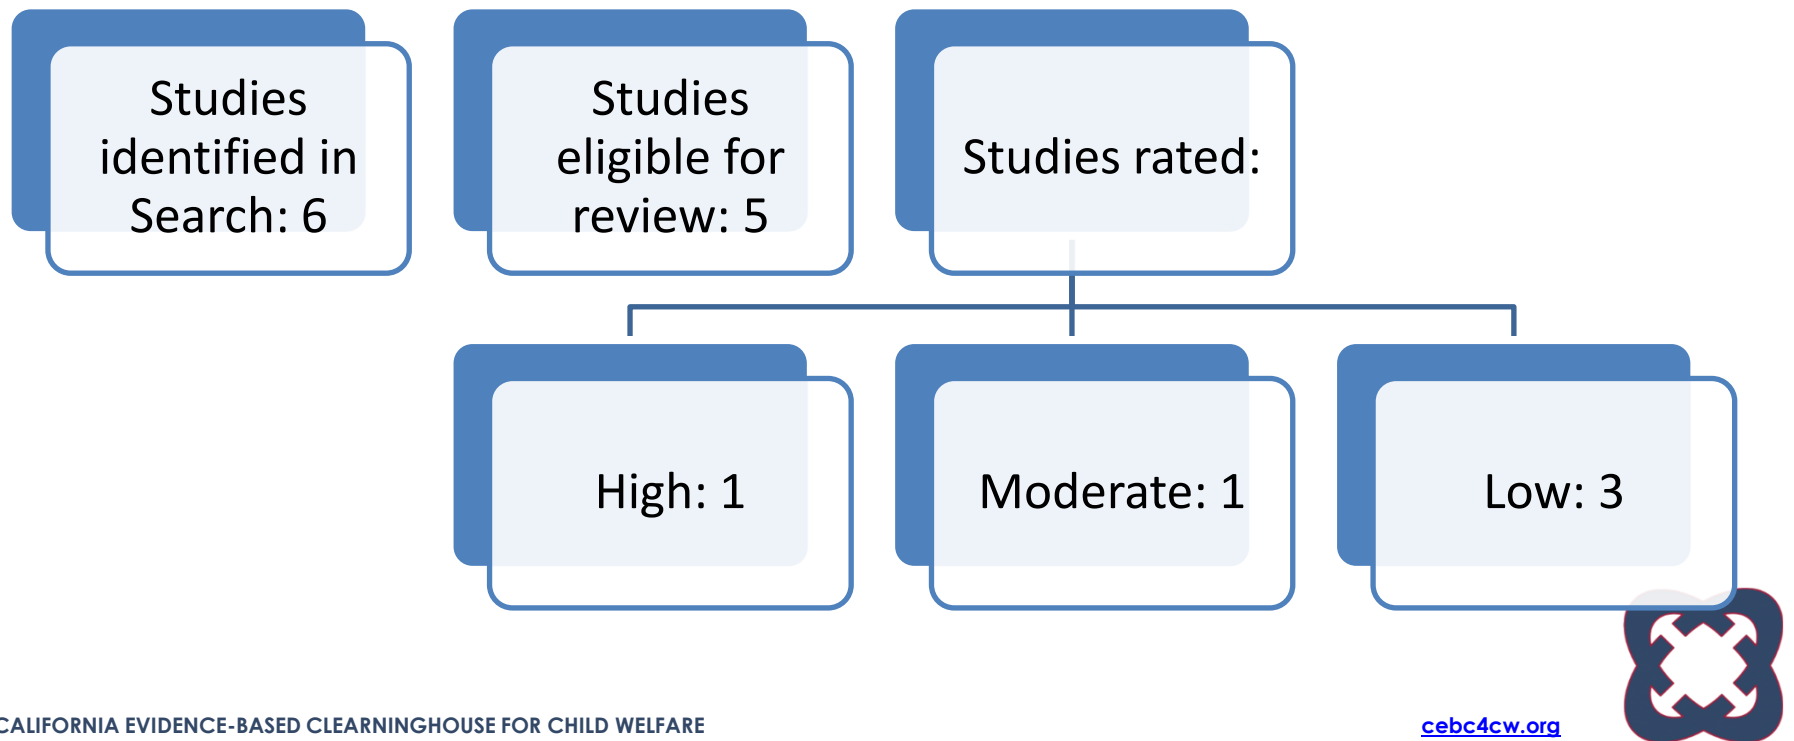 Studies
identified in
Search: 6
Studies
eligible for
review: 5
Studies rated:
High: 1
Moderate: 1
Low: 3
CALIFORNIA EVIDENCE-BASED CLEARNINGHOUSE FOR CHILD WELFARE
cebc4cw.org